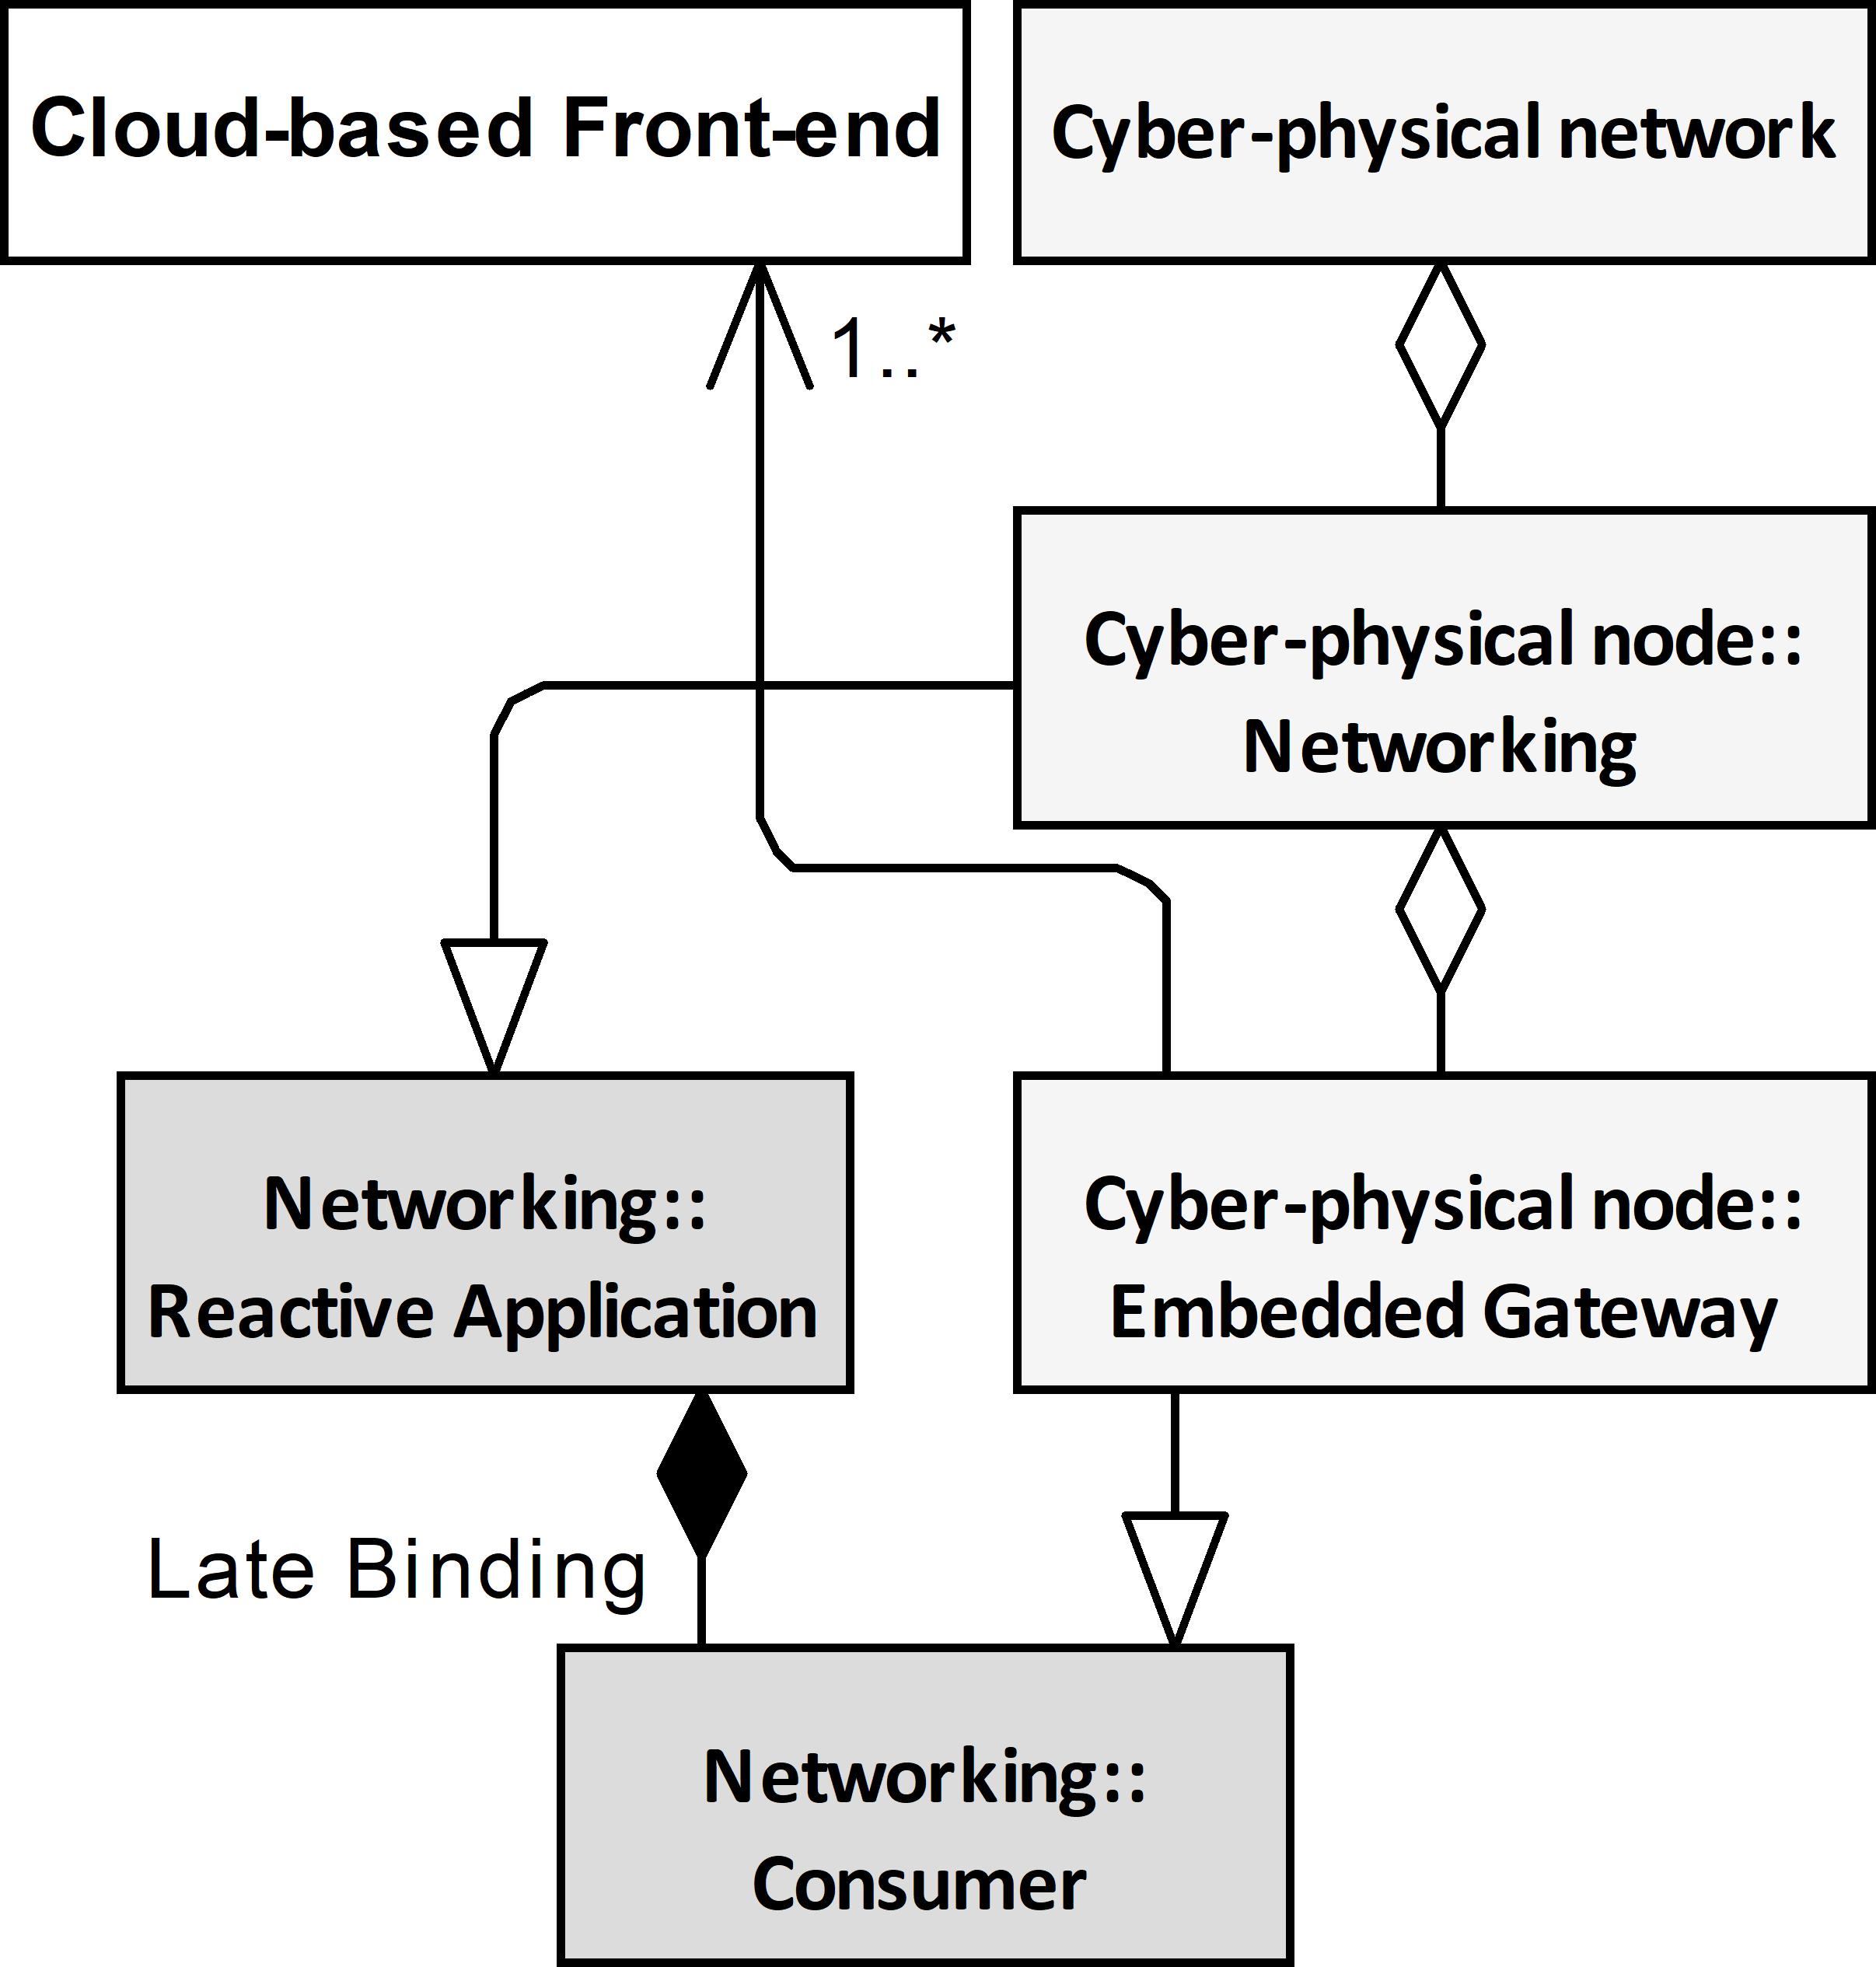 Cloud-based Front-end
Cyber-physical network
1..*
Cyber-physical node::
Networking
Networking::
Reactive Application
Cyber-physical node::
Embedded Gateway
Late Binding
Networking::
Consumer